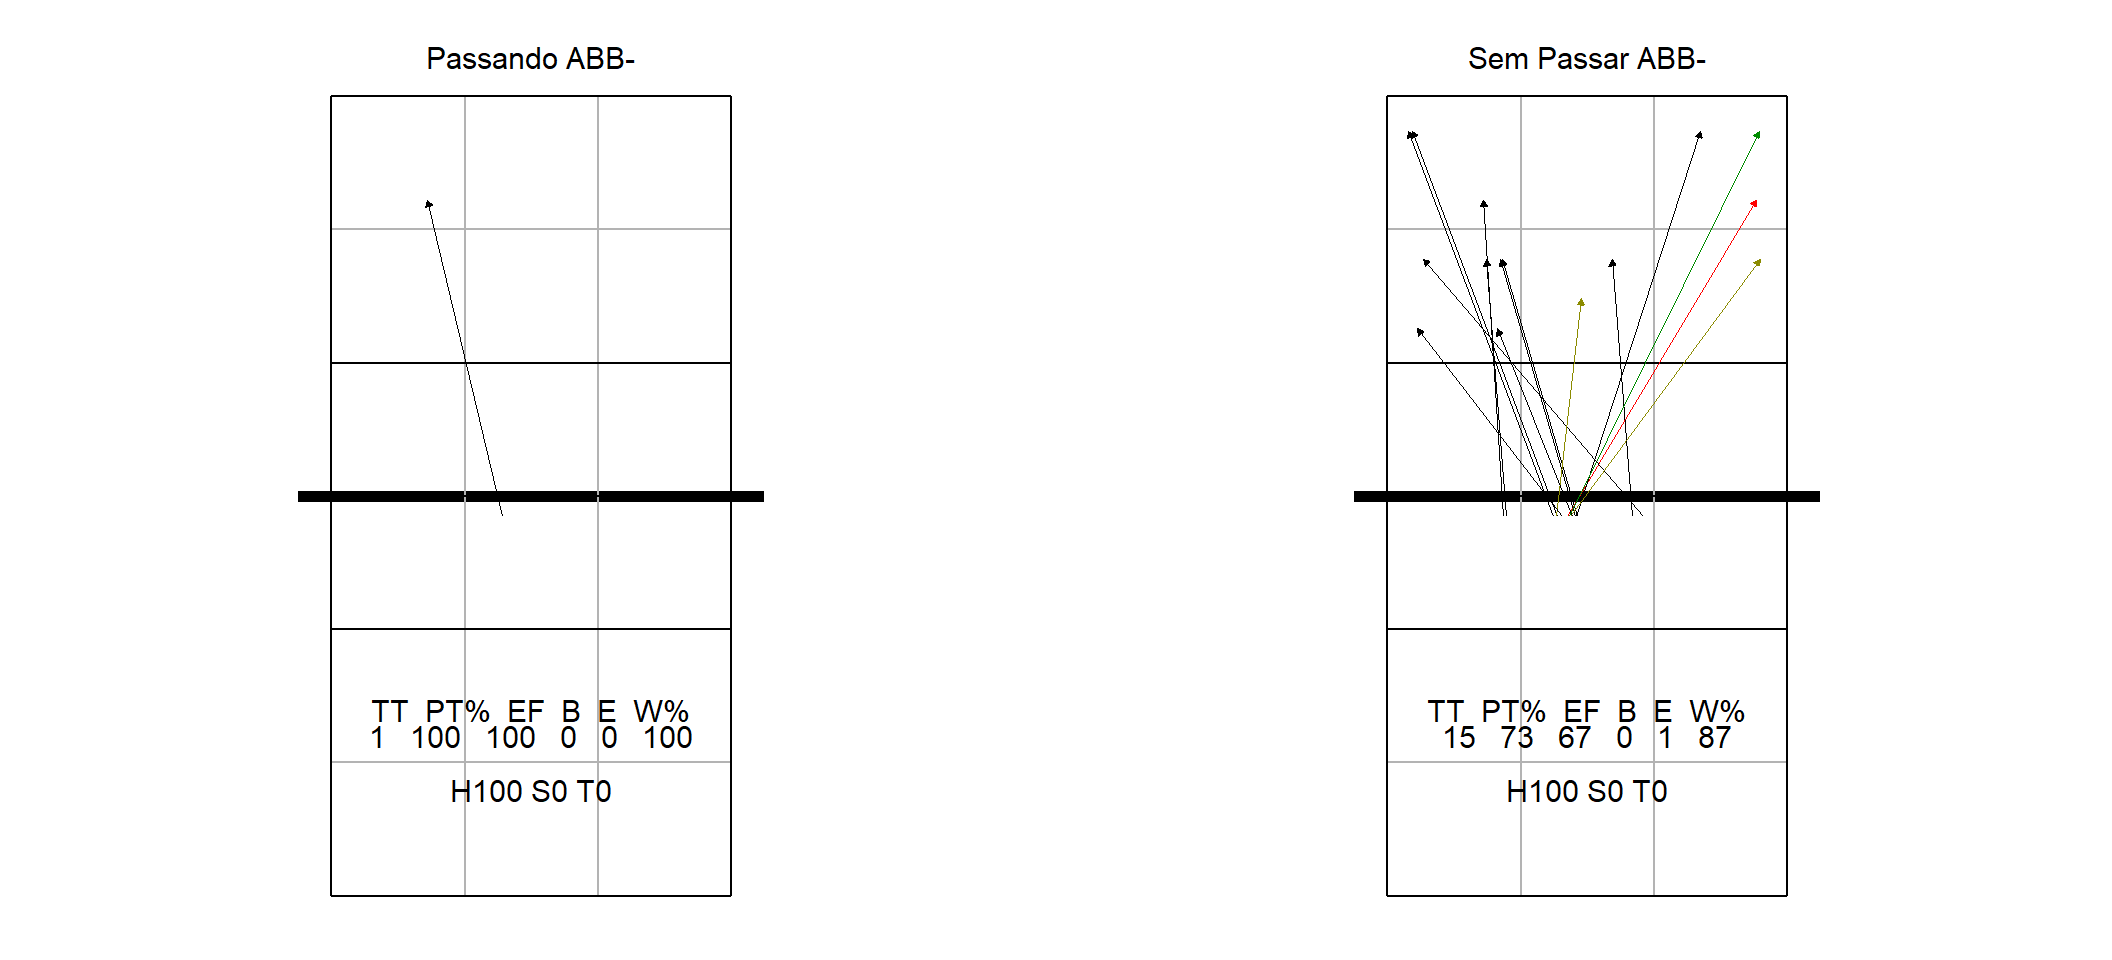 Passando ABB-
TT PT% EF B E W%
1 100 100 0 0 100
H100 S0 T0
Sem Passar ABB-
TT PT% EF B E W%
15 73 67 0 1 87
H100 S0 T0